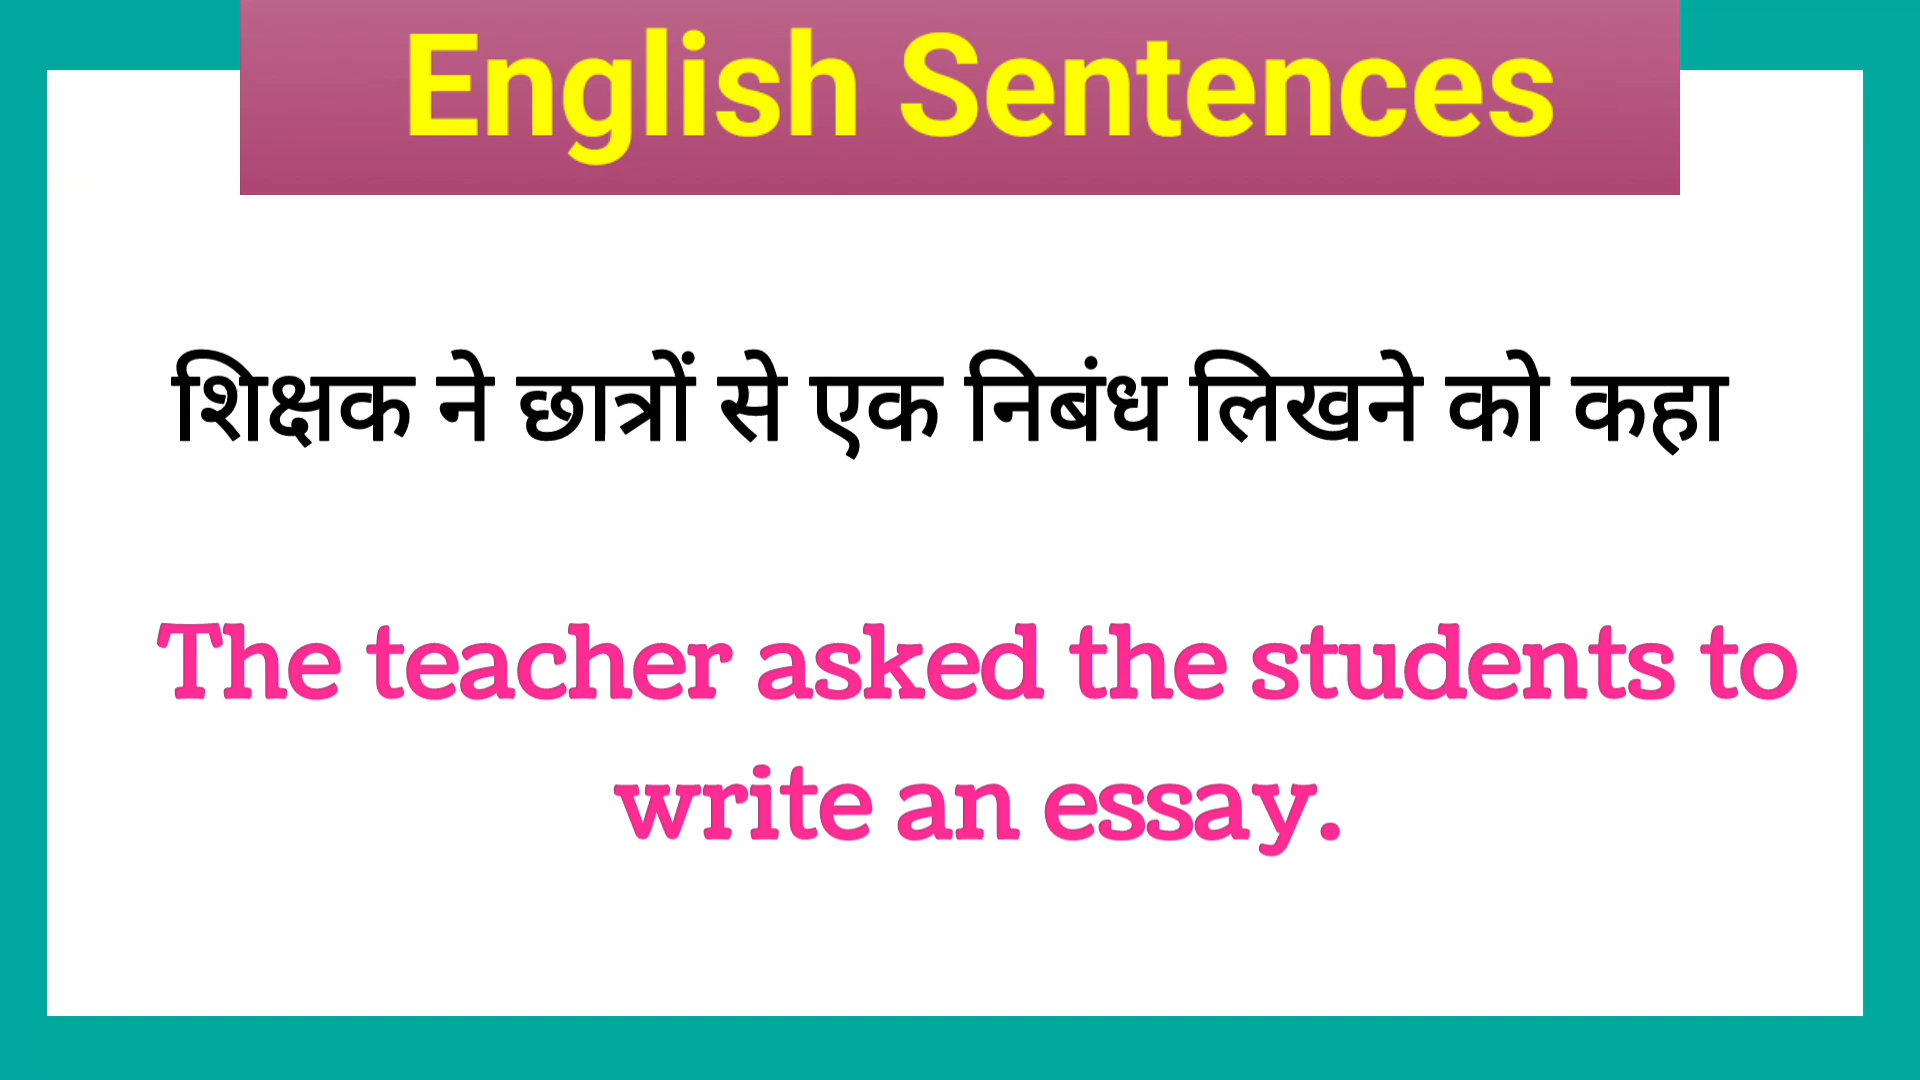 English Sentences
शिक्षक ने छात्रों से एक निबंध लिखने को कहा
The teacher asked the students to
write an essay.